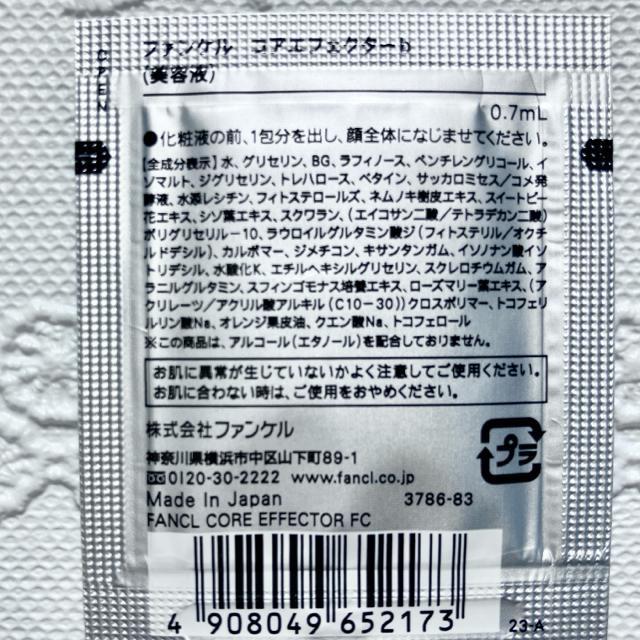 OPEN
ファンケル コアエフェクターb
(美容液)
0.7mL
●化粧液の前、1包分を出し、顔全体になじませてください。
【全成分表示】水、グリセリン、BG、ラフィノース、ペンチレングリコール、イ
ソマルト、ジグリセリン、トレハロース、ベタイン、サッカロミセス/コメ発
酵液、水添レシチン、フィトステロールズ、ネムノキ樹皮エキス、スイートピー
花エキス、シソ葉エキス、スクワラン、(エイコサン二酸/テトラデカン二酸)
ポリグリセリル-10、ラウロイルグルタミン酸ジ(フィトステリル/オクチ
ルドデシル)、カルボマー、ジメチコン、キサンタンガム、イソノナン酸イソ
トリデシル、水酸化K、エチルヘキシルグリセリン、スクレロチウムガム、ア
ラニルグルタミン、スフィンゴモナス培養エキス、ローズマリー葉エキス、(ア
クリレーツ/アクリル酸アルキル(C10-30))クロスポリマー、トコフェリ
ルリン酸Na、オレンジ果皮油、クエン酸Na、トコフェロール
※この商品は、アルコール(エタノール)を配合しておりません。
お肌に異常が生じていないかよく注意してご使用ください。
お肌に合わない時は、ご使用をおやめください。
株式会社ファンケル
神奈川県横浜市中区山下町89-1
0120-30-2222 www.fancl.co.jp
プラ
Made In Japan 3786-83
FANCL CORE EFFECTOR FC
4 908049 652173
23-A